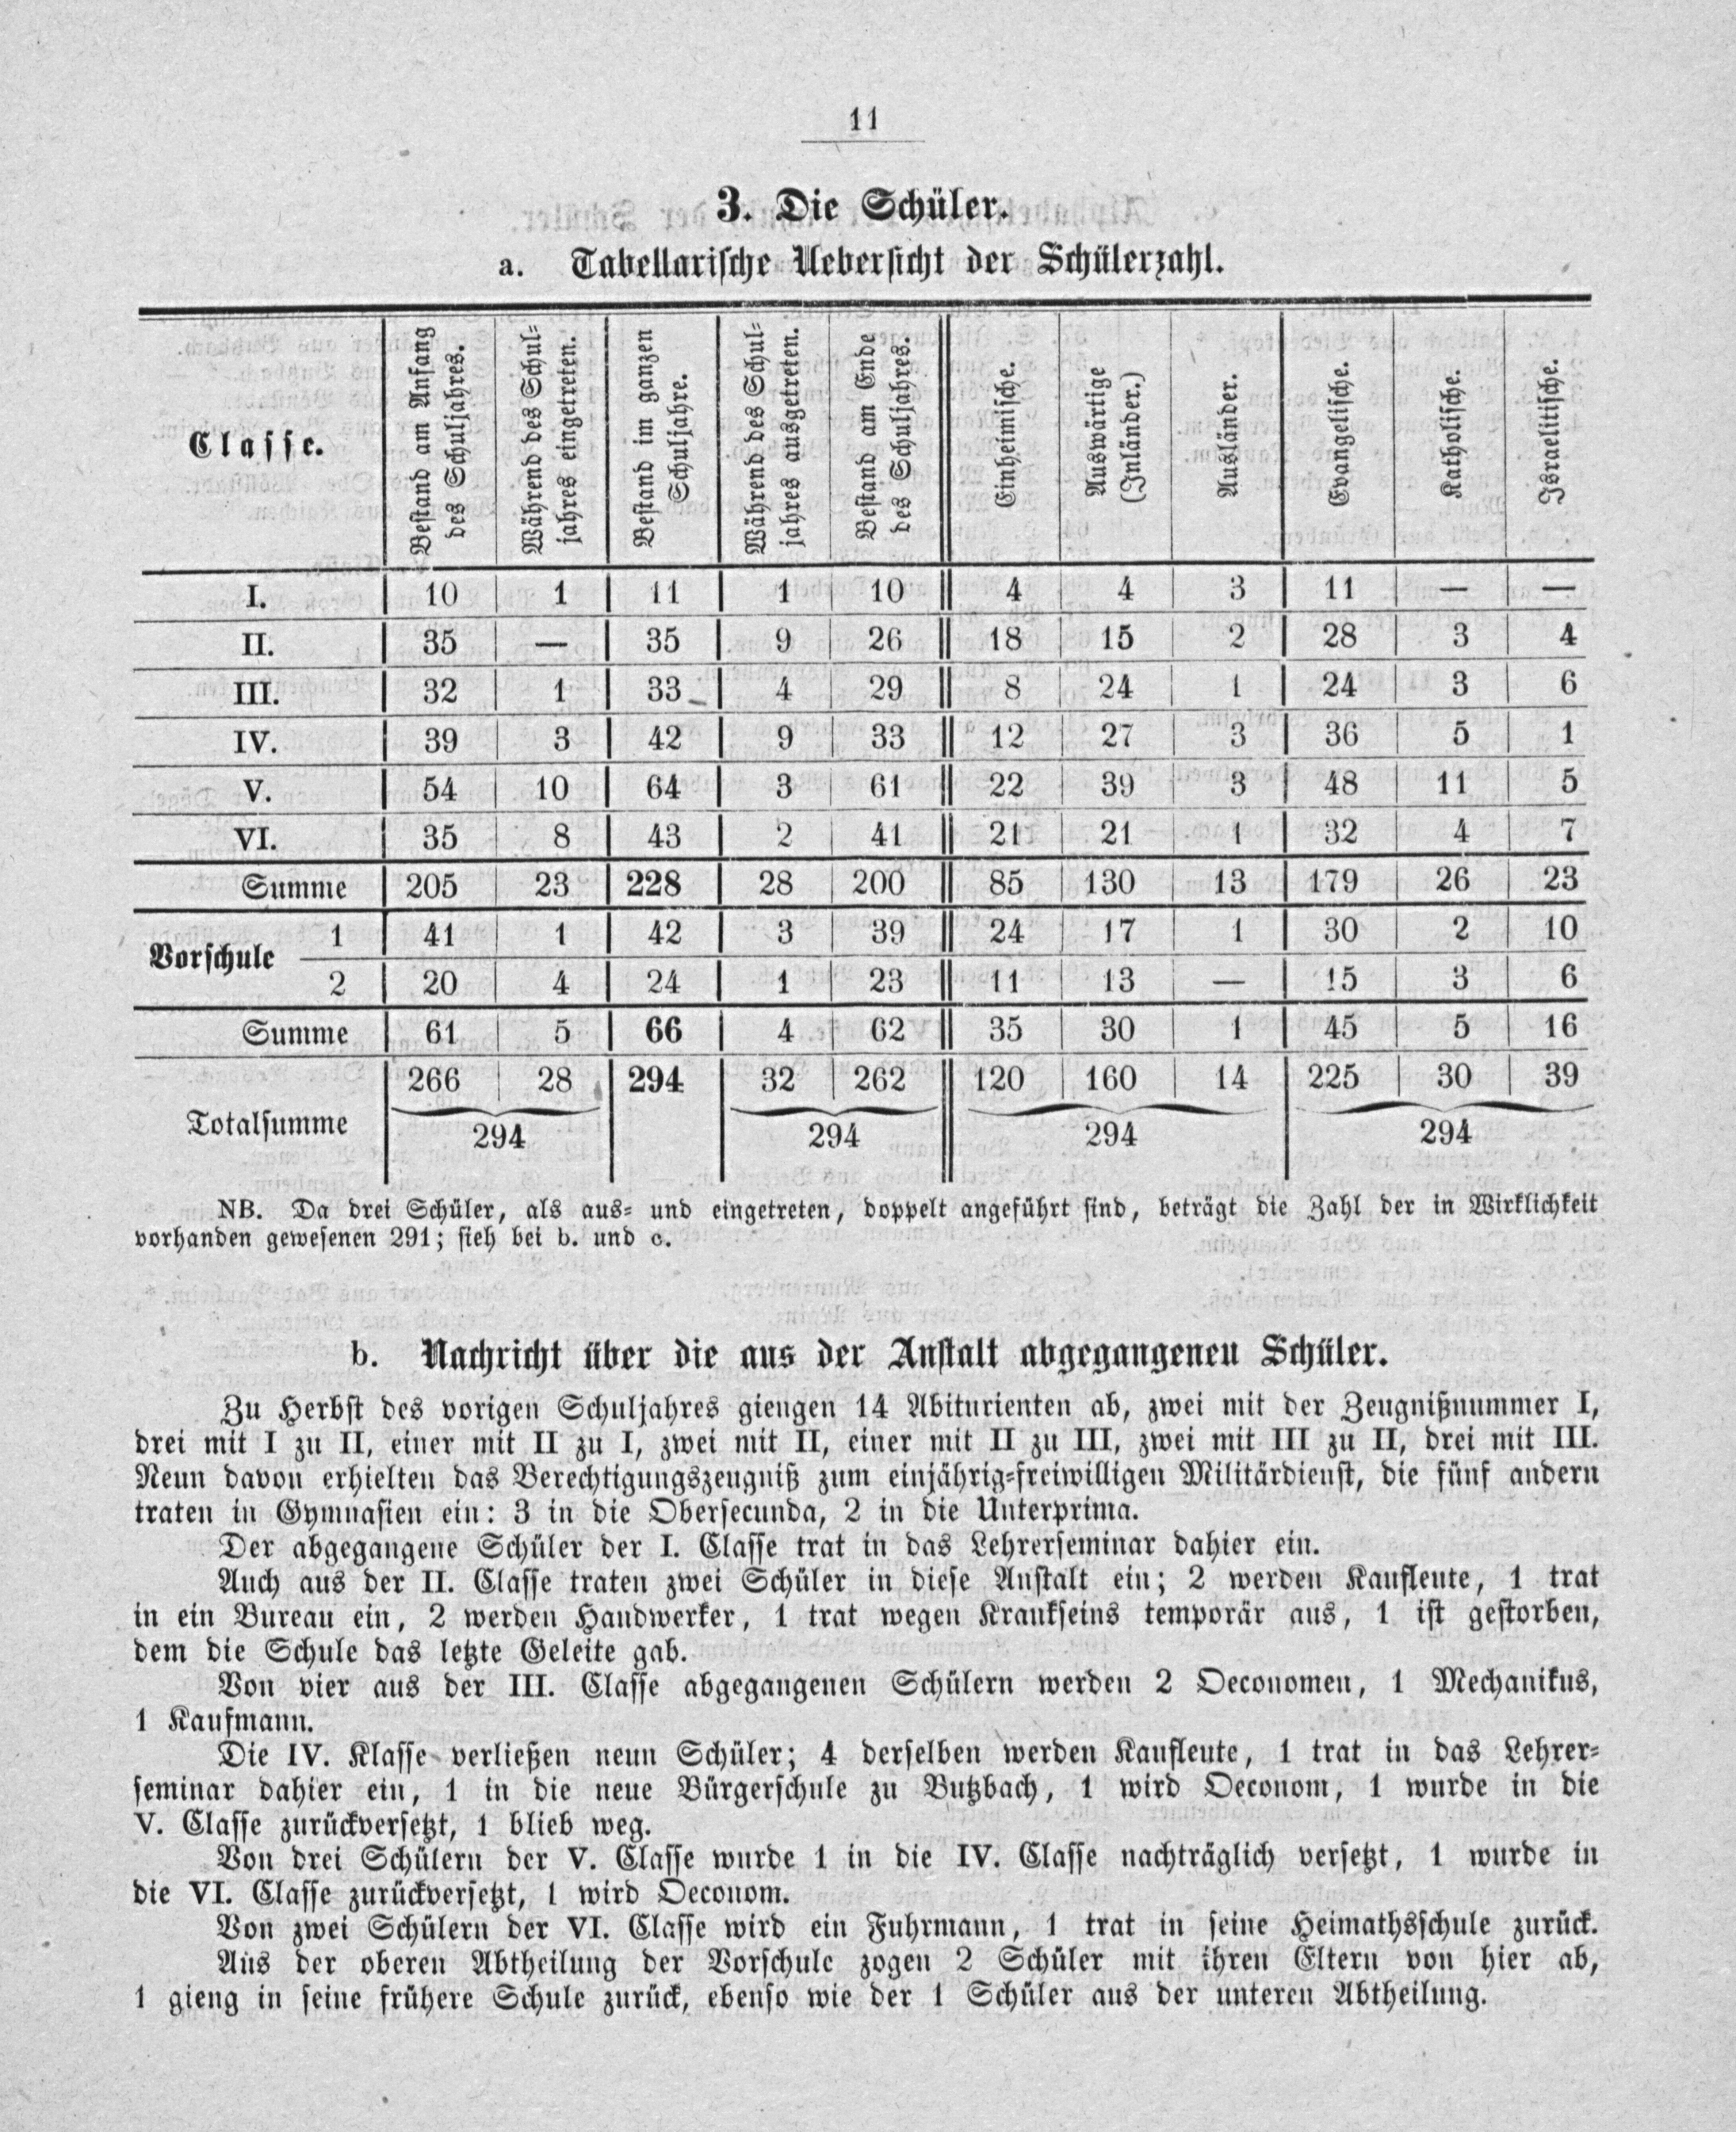 11
3. Die Schüler.
a. Tabellarische Uebersicht der Schülerzahl.
Classe. | Bestand am Anfang des Schuljahres. | Während des Schuljahres eingetreten. | Bestand im ganzen Schuljahre. | Während des Schuljahres ausgetreten. | Bestand am Ende des Schuljahres. | Einheimische. | Auswärtige (Inländer.) | Ausländer. | Evangelische. | Katholische. | Israelitische.
I. | 10 | 1 | 11 | 1 | 10 | 4 | 4 | 3 | 11 | — | —
II. | 35 | — | 35 | 9 | 26 | 18 | 15 | 2 | 28 | 3 | 4
III. | 32 | 1 | 33 | 4 | 29 | 8 | 24 | 1 | 24 | 3 | 6
IV. | 39 | 3 | 42 | 9 | 33 | 12 | 27 | 3 | 36 | 5 | 1
V. | 54 | 10 | 64 | 3 | 61 | 22 | 39 | 3 | 48 | 11 | 5
VI. | 35 | 8 | 43 | 2 | 41 | 21 | 21 | 1 | 32 | 4 | 7
Summe | 205 | 23 | 228 | 28 | 200 | 85 | 130 | 13 | 179 | 26 | 23
Vorschule 1 | 41 | 1 | 42 | 3 | 39 | 24 | 17 | 1 | 30 | 2 | 10
2 | 20 | 4 | 24 | 1 | 23 | 11 | 13 | — | 15 | 3 | 6
Summe | 61 | 5 | 66 | 4 | 62 | 35 | 30 | 1 | 45 | 5 | 16
Totalsumme | 266 | 28 | 294 | 32 | 262 | 120 | 160 | 14 | 225 | 30 | 39
294 | 294 | 294 | 294
NB. Da drei Schüler, als aus- und eingetreten, doppelt angeführt sind, beträgt die Zahl der in Wirklichkeit
vorhanden gewesenen 291; sieh bei b. und c.
b. Nachricht über die aus der Anstalt abgegangenen Schüler.
Zu Herbst des vorigen Schuljahres giengen 14 Abiturienten ab, zwei mit der Zeugnißnummer I,
drei mit I zu II, einer mit II zu I, zwei mit II, einer mit II zu III, zwei mit III zu II, drei mit III.
Neun davon erhielten das Berechtigungszeugniß zum einjährig-freiwilligen Militärdienst, die fünf andern
traten in Gymnasien ein: 3 in die Obersecunda, 2 in die Unterprima.
Der abgegangene Schüler der I. Classe trat in das Lehrerseminar dahier ein.
Auch aus der II. Classe traten zwei Schüler in diese Anstalt ein; 2 werden Kaufleute, 1 trat
in ein Bureau ein, 2 werden Handwerker, 1 trat wegen Krankseins temporär aus, 1 ist gestorben,
dem die Schule das letzte Geleite gab.
Von vier aus der III. Classe abgegangenen Schülern werden 2 Oeconomen, 1 Mechanikus,
1 Kaufmann.
Die IV. Klasse verließen neun Schüler; 4 derselben werden Kaufleute, 1 trat in das Lehrer-
seminar dahier ein, 1 in die neue Bürgerschule zu Butzbach, 1 wird Oeconom, 1 wurde in die
V. Classe zurückversetzt, 1 blieb weg.
Von drei Schülern der V. Classe wurde 1 in die IV. Classe nachträglich versetzt, 1 wurde in
die VI. Classe zurückversetzt, 1 wird Oeconom.
Von zwei Schülern der VI. Classe wird ein Fuhrmann, 1 trat in seine Heimathsschule zurück.
Aus der oberen Abtheilung der Vorschule zogen 2 Schüler mit ihren Eltern von hier ab,
1 gieng in seine frühere Schule zurück, ebenso wie der 1 Schüler aus der unteren Abtheilung.